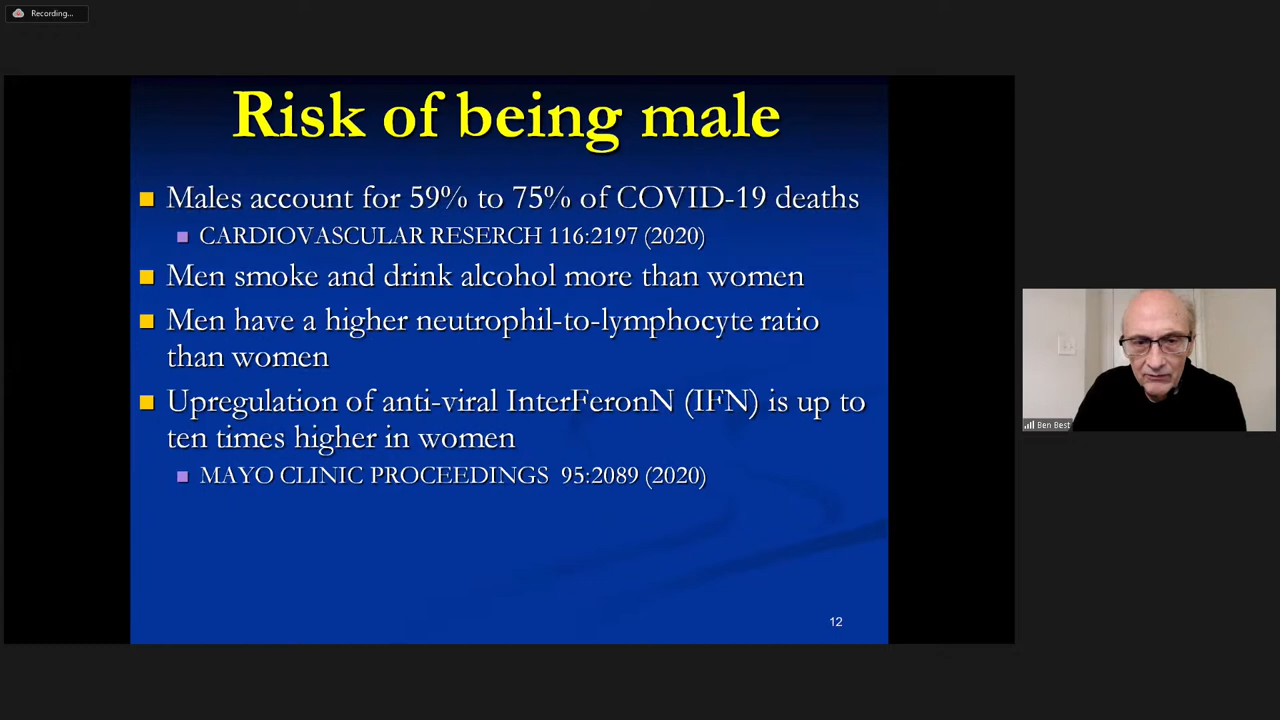 Recording...
Risk of being male
Males account for 59% to 75% of COVID-19 deaths
CARDIOVASCULAR RESERCH 116:2197 (2020)
Men smoke and drink alcohol more than women
Men have a higher neutrophil-to-lymphocyte ratio
than women
Upregulation of anti-viral InterFeronN (IFN) is up to
ten times higher in women
MAYO CLINIC PROCEEDINGS 95:2089 (2020)
12
Ben Best